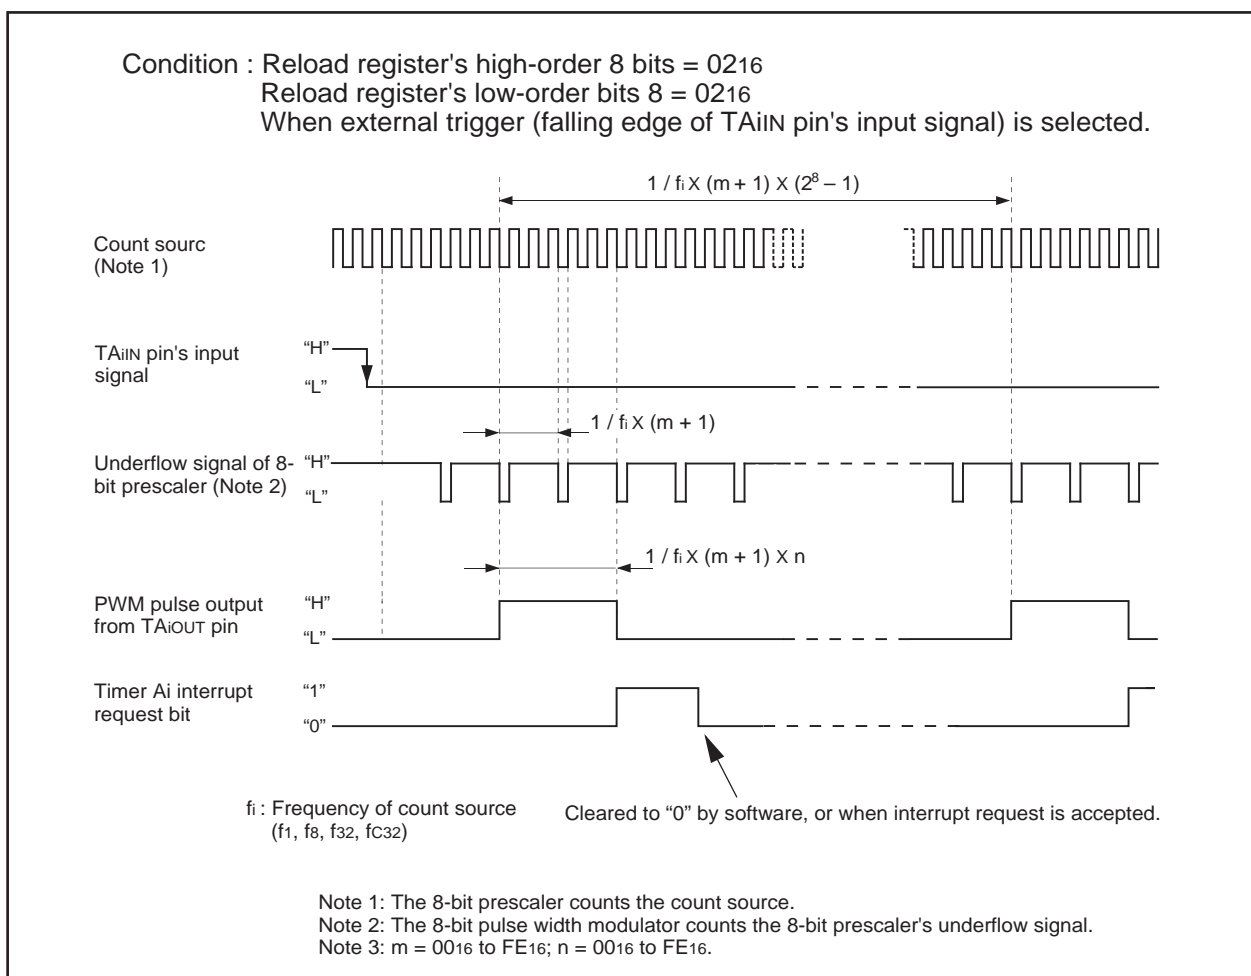 Condition : Reload register's high-order 8 bits = 0216
Reload register's low-order bits 8 = 0216
When external trigger (falling edge of TAiIN pin's input signal) is selected.
1 / fi X (m + 1) X (2⁸ – 1)
Count sourc
(Note 1)
TAiIN pin's input
signal
“H”
“L”
1 / fi X (m + 1)
Underflow signal of 8-
bit prescaler (Note 2)
“H”
“L”
1 / fi X (m + 1) X n
PWM pulse output
from TAiOUT pin
“H”
“L”
Timer Ai interrupt
request bit
“1”
“0”
fi : Frequency of count source
(f1, f8, f32, fC32)
Cleared to “0” by software, or when interrupt request is accepted.
Note 1: The 8-bit prescaler counts the count source.
Note 2: The 8-bit pulse width modulator counts the 8-bit prescaler's underflow signal.
Note 3: m = 0016 to FE16; n = 0016 to FE16.